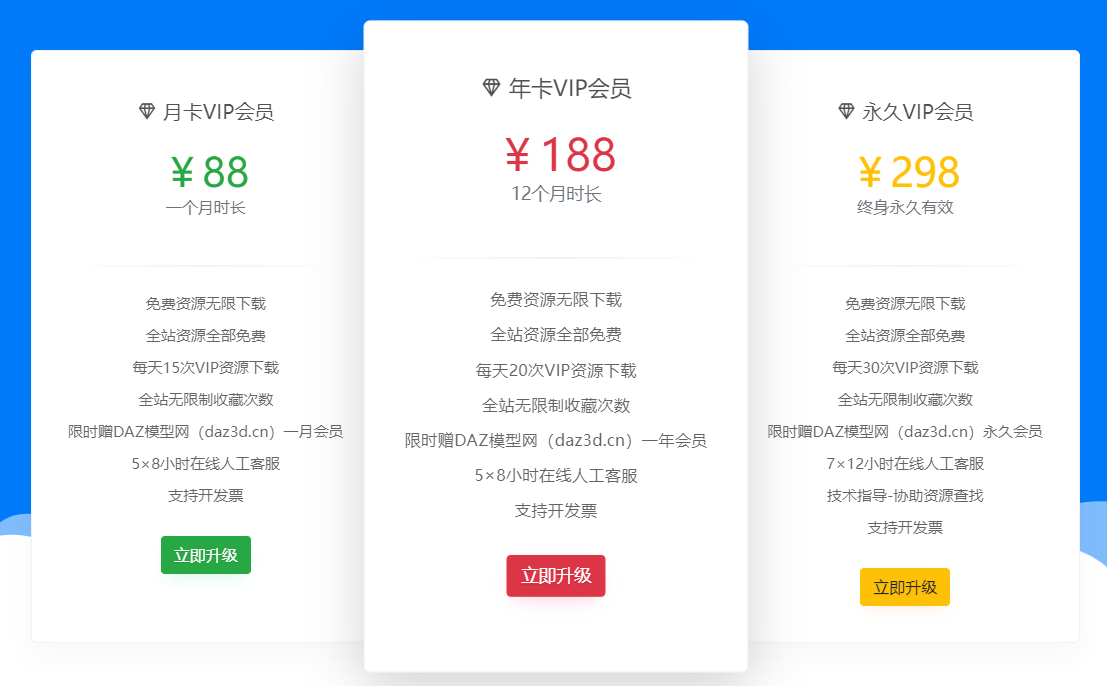 月卡VIP会员
￥88
一个月时长
免费资源无限下载
全站资源全部免费
每天15次VIP资源下载
全站无限制收藏次数
限时赠DAZ模型网（daz3d.cn）一月会员
5×8小时在线人工客服
支持开发票
立即升级
年卡VIP会员
￥188
12个月时长
免费资源无限下载
全站资源全部免费
每天20次VIP资源下载
全站无限制收藏次数
限时赠DAZ模型网（daz3d.cn）一年会员
5×8小时在线人工客服
支持开发票
立即升级
永久VIP会员
￥298
终身永久有效
免费资源无限下载
全站资源全部免费
每天30次VIP资源下载
全站无限制收藏次数
限时赠DAZ模型网（daz3d.cn）永久会员
7×12小时在线人工客服
技术指导-协助资源查找
支持开发票
立即升级